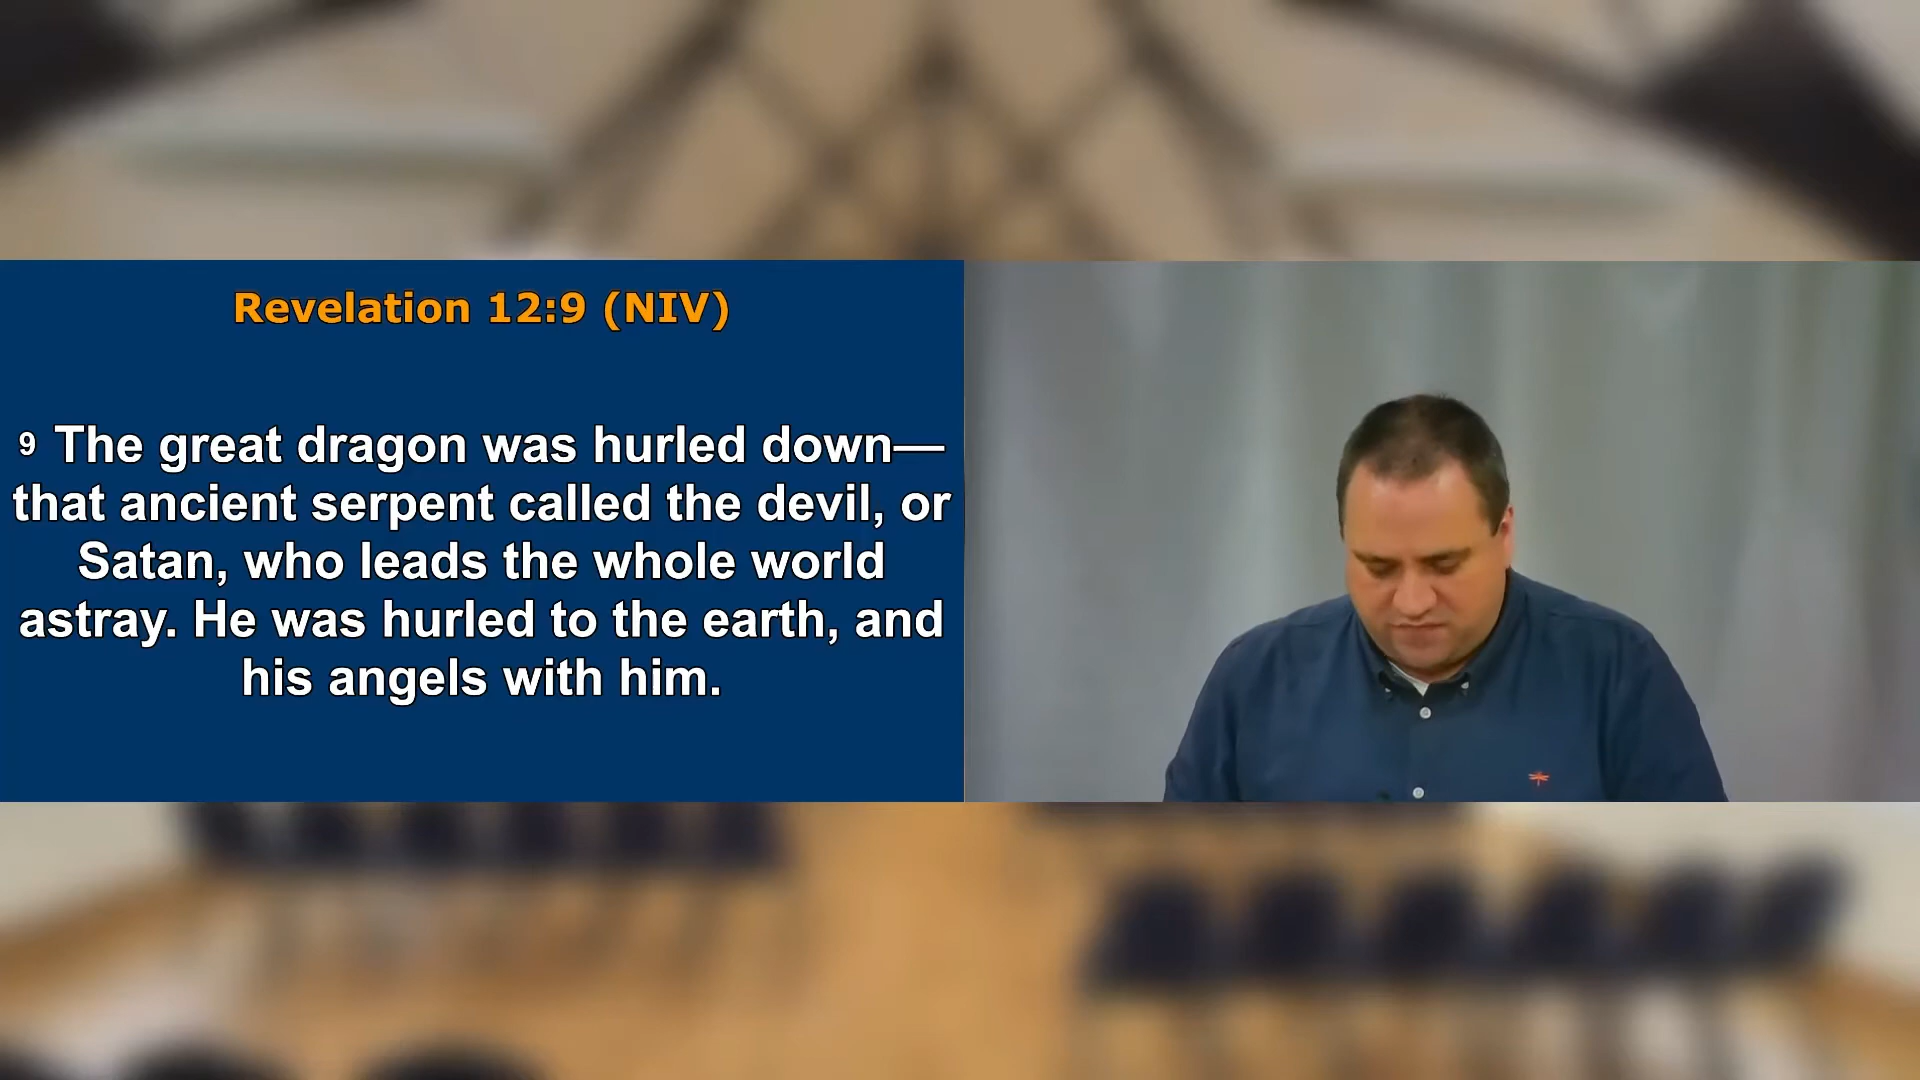 Revelation 12:9 (NIV)
9 The great dragon was hurled down—
that ancient serpent called the devil, or
Satan, who leads the whole world
astray. He was hurled to the earth, and
his angels with him.